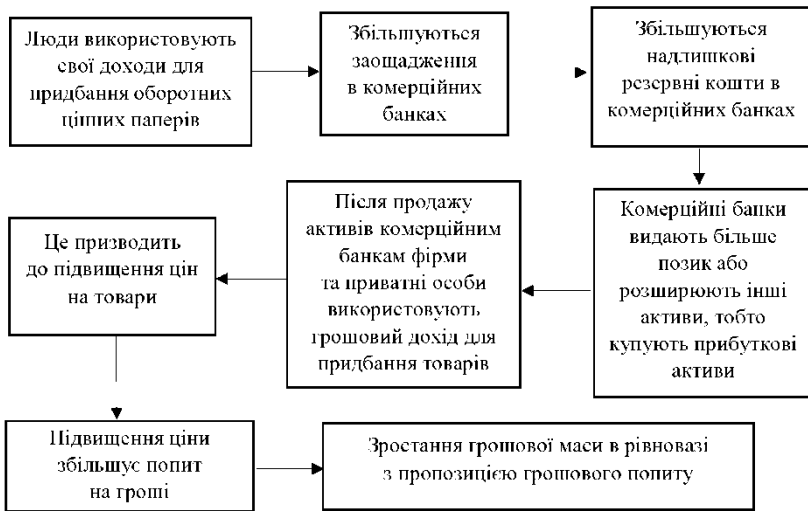 Люди використовують
свої доходи для
придбання оборотних
цінних паперів
Збільшуються
заощадження
в комерційних
банках
Збільшуються
надлишкові
резервні кошти в
комерційних банках
Комерційні банки
видають більше
позик або
розширюють інші
активи, тобто
купують прибуткові
активи
Після продажу
активів комерційним
банкам фірми
та приватні особи
використовують
грошовий дохід для
придбання товарів
Це призводить
до підвищення цін
на товари
Підвищення ціни
збільшує попит
на гроші
Зростання грошової маси в рівновазі
з пропозицією грошового попиту